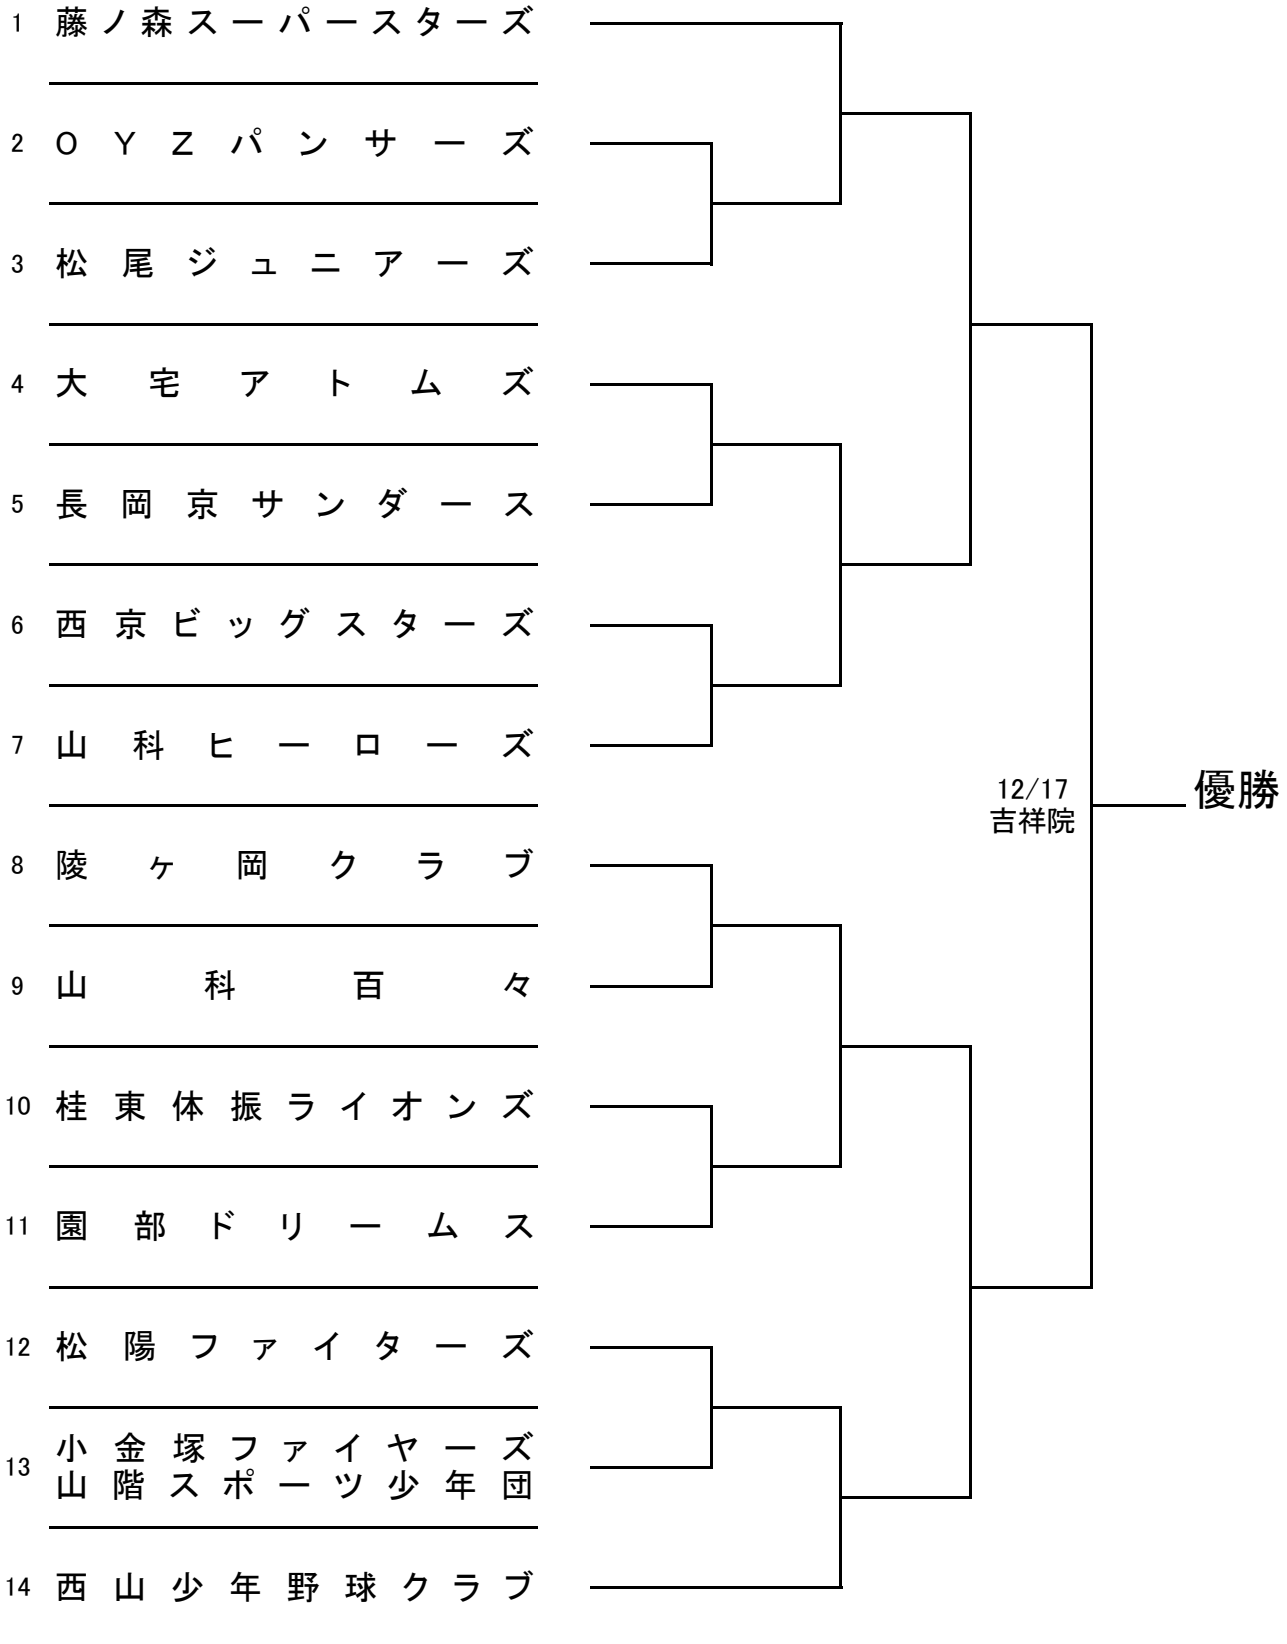 1 藤ノ森スーパースターズ
2 OYZパンサーズ
3 松尾ジュニアーズ
4 大宅アトムズ
5 長岡京サンダース
6 西京ビッグスターズ
7 山科ヒーローズ
12/17
吉祥院
優勝
8 陵ヶ岡クラブ
9 山科百々
10 桂東体振ライオンズ
11 園部ドリームス
12 松陽ファイターズ
13 小金塚ファイヤーズ
山階スポーツ少年団
14 西山少年野球クラブ